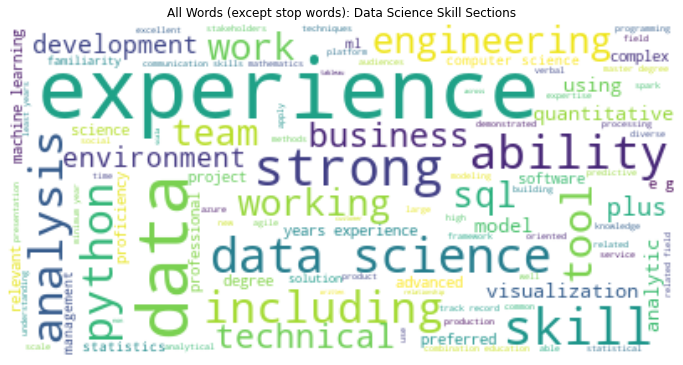 All Words (except stop words): Data Science Skill Sections
excellent
stakeholders
techniques
programming
development
work
ml
engineering
field
platform
complex
familiarity
communication skills mathematics
audiences
computer science
verbal
master degree
machine learning
least years
experience
tableau
across
using
expertise
spark
quantitative
science
social
team
apply
business
demonstrated
processing
diverse
methods
strong
ability
analysis
environment
time
project
modeling
predictive
software
e g
presentation
minimum year
python
proficiency
data
professional
azure
working
building
sql
tool
plus
new
agile
large
high
model
oriented
knowledge
years experience
framework
related
service
relevant
understanding
management
data science
analytic
related field
degree
solution
product
well
advanced
visualization
including
relationship
track record
common
production
skill
technical
use
scale
statistics
analytical
preferred
combination education
able
statistical